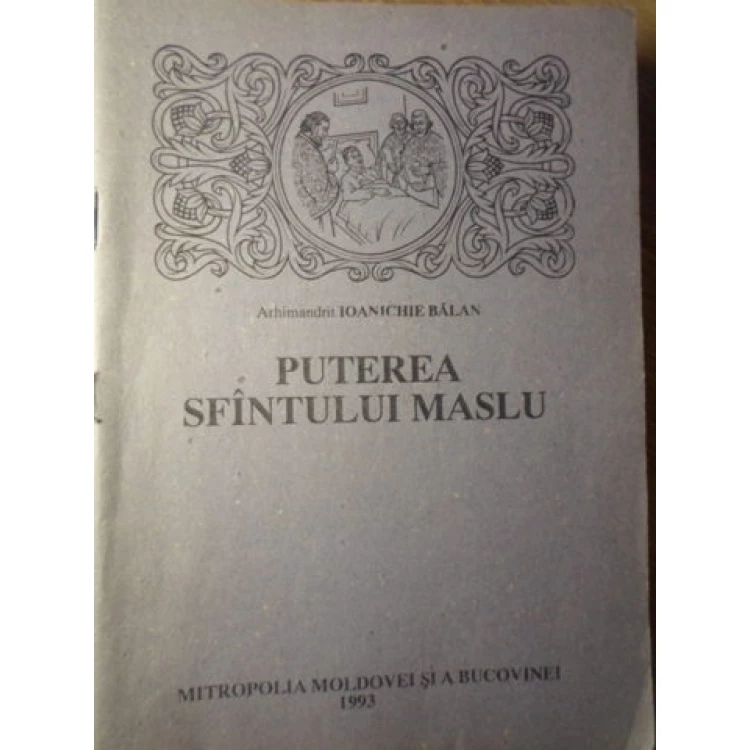 Arhimandrit IOANICHIE BĂLAN
PUTEREA
SFÎNTULUI MASLU
MITROPOLIA MOLDOVEI ŞI A BUCOVINEI
1993